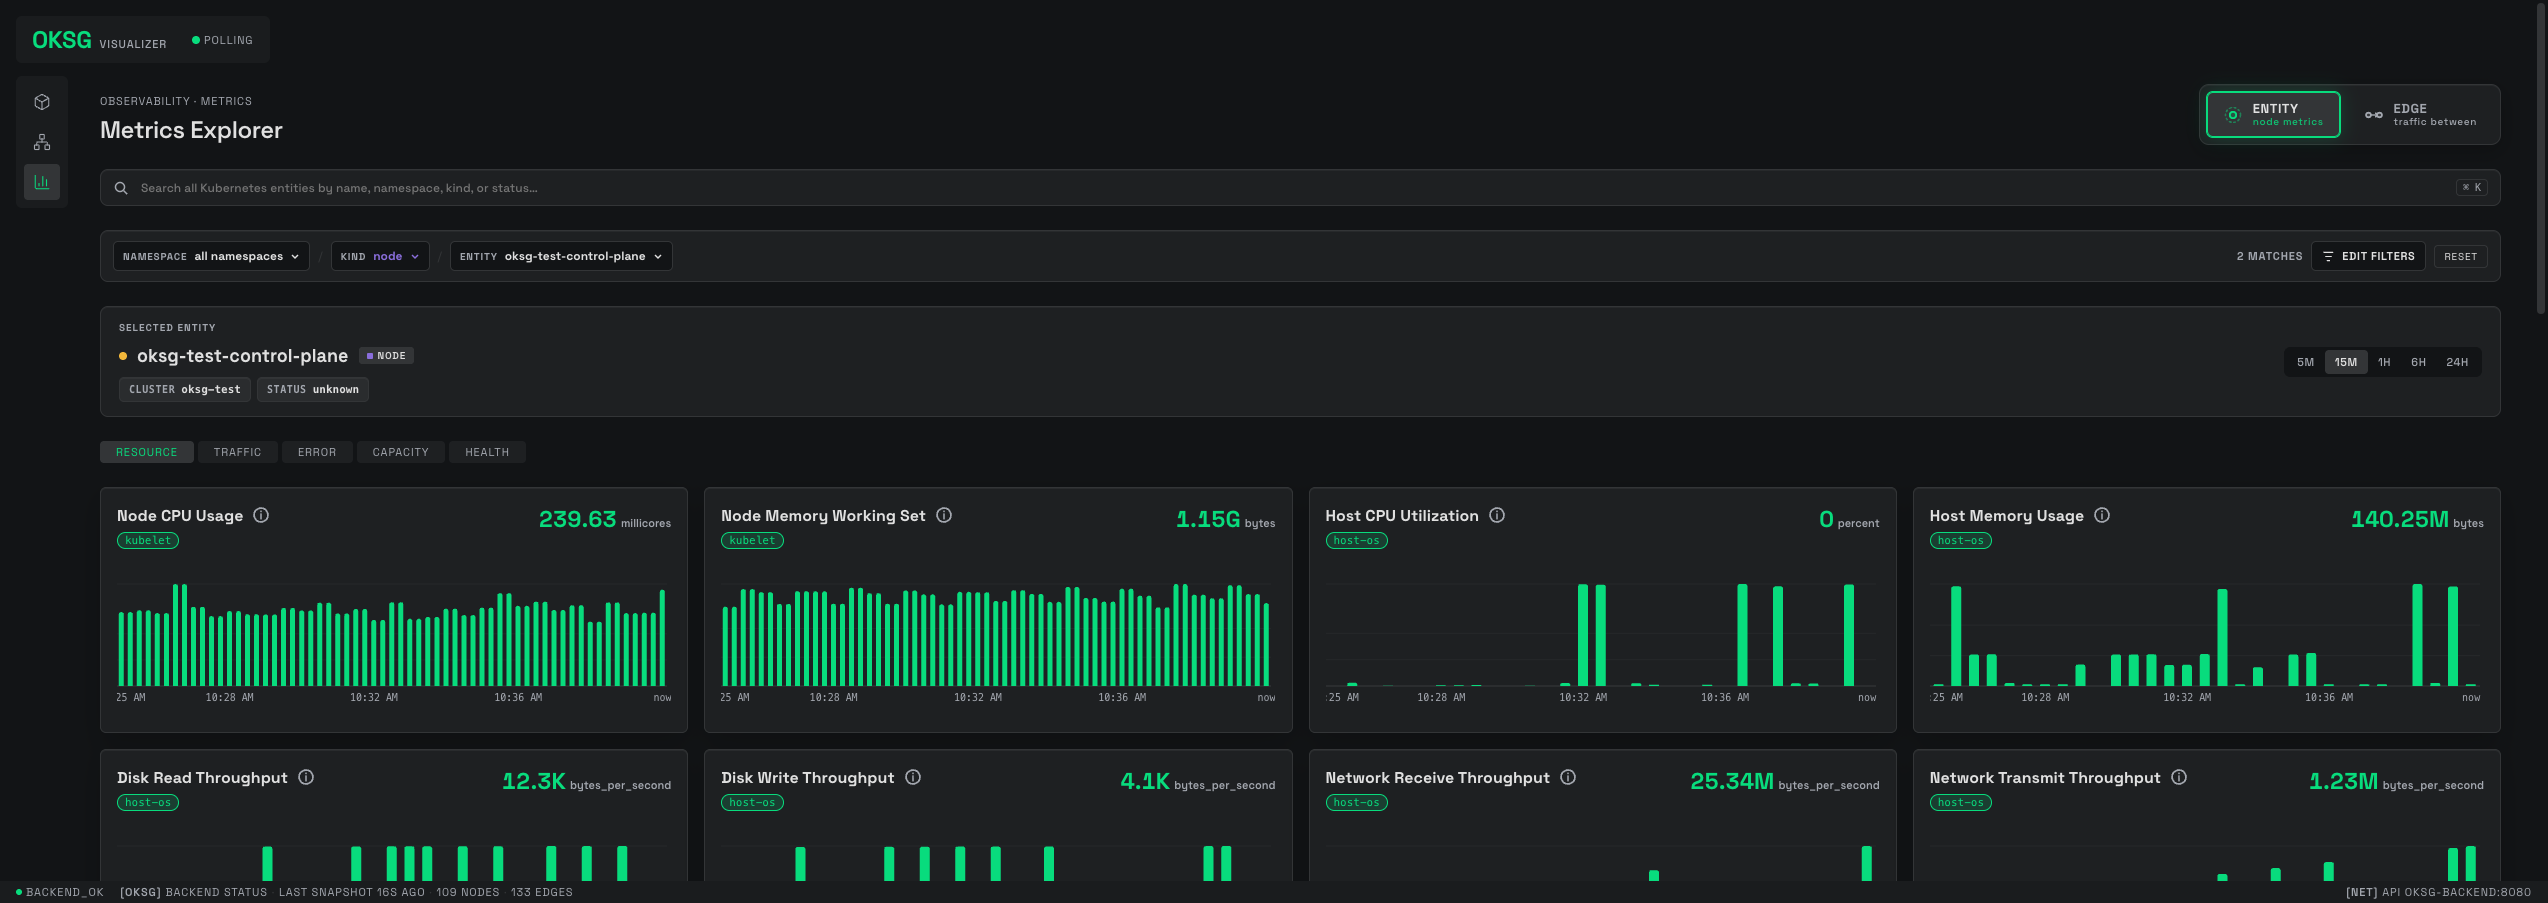 OKSG VISUALIZER POLLING
OBSERVABILITY · METRICS
Metrics Explorer
ENTITY
node metrics
EDGE
traffic between
Search all Kubernetes entities by name, namespace, kind, or status...
⌘ K
NAMESPACE all namespaces / KIND node / ENTITY oksg-test-control-plane
2 MATCHES EDIT FILTERS RESET
SELECTED ENTITY
oksg-test-control-plane NODE
CLUSTER oksg-test STATUS unknown
5M 15M 1H 6H 24H
RESOURCE TRAFFIC ERROR CAPACITY HEALTH
Node CPU Usage 239.63 millicores
kubelet
25 AM 10:28 AM 10:32 AM 10:36 AM now
Node Memory Working Set 1.15G bytes
kubelet
25 AM 10:28 AM 10:32 AM 10:36 AM now
Host CPU Utilization 0 percent
host-os
:25 AM 10:28 AM 10:32 AM 10:36 AM now
Host Memory Usage 140.25M bytes
host-os
:25 AM 10:28 AM 10:32 AM 10:36 AM now
Disk Read Throughput 12.3K bytes_per_second
host-os
Disk Write Throughput 4.1K bytes_per_second
host-os
Network Receive Throughput 25.34M bytes_per_second
host-os
Network Transmit Throughput 1.23M bytes_per_second
host-os
BACKEND_OK [OKSG] BACKEND STATUS · LAST SNAPSHOT 16S AGO · 109 NODES · 133 EDGES
[NET] API OKSG-BACKEND:8080